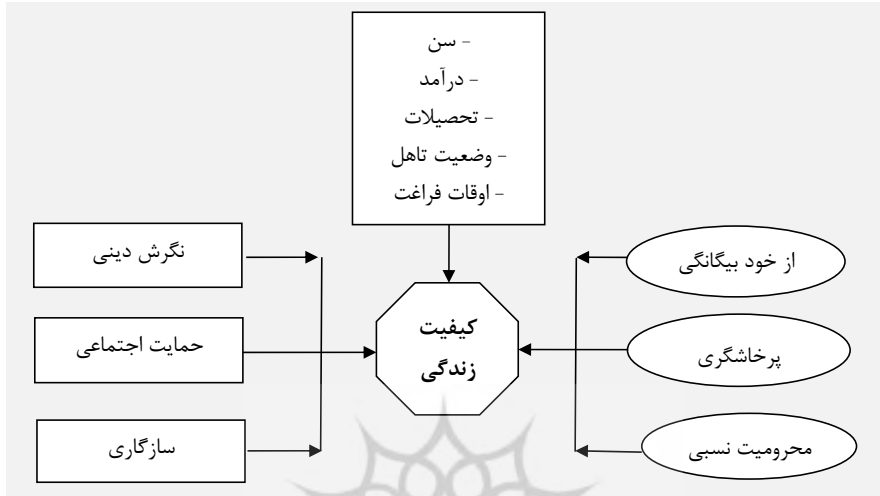 - سن
- درآمد
- تحصیلات
- وضعیت تاهل
- اوقات فراغت
از خود بیگانگی
نگرش دینی
کیفیت
زندگی
پرخاشگری
حمایت اجتماعی
محرومیت نسبی
سازگاری